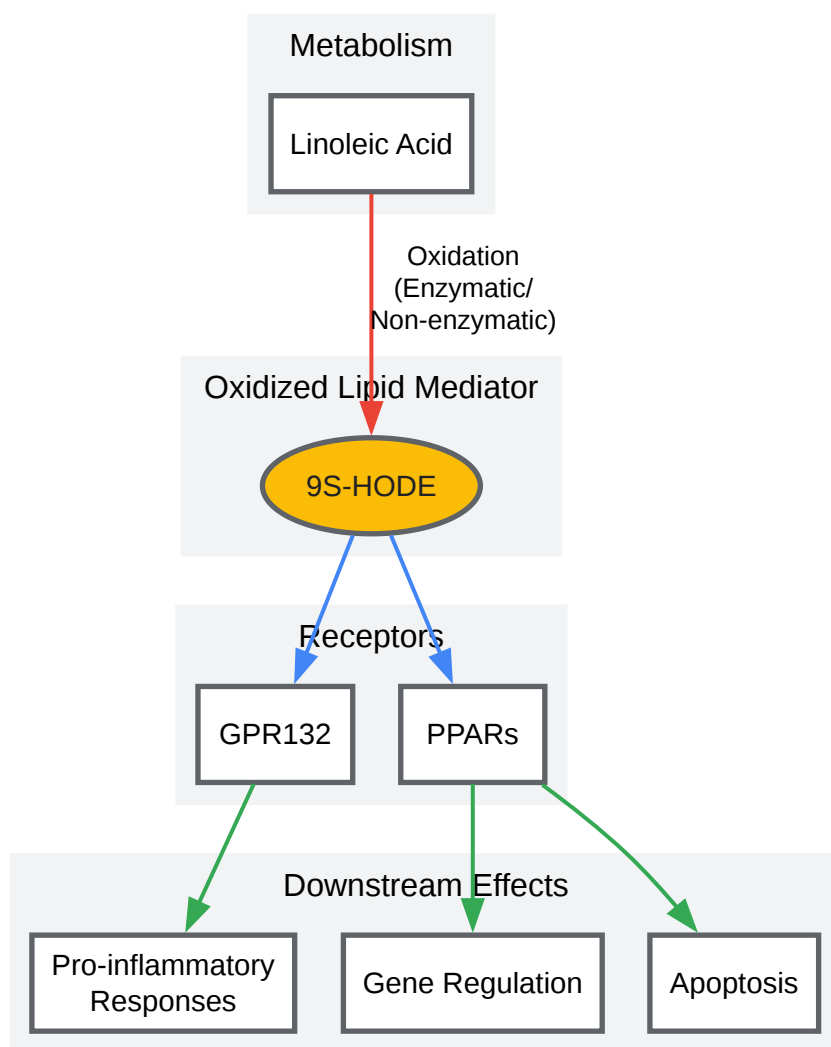 Metabolism
Linoleic Acid
Oxidation
(Enzymatic/
Non-enzymatic)
Oxidized Lipid Mediator
9S-HODE
Receptors
GPR132
PPARs
Downstream Effects
Pro-inflammatory
Responses
Gene Regulation
Apoptosis